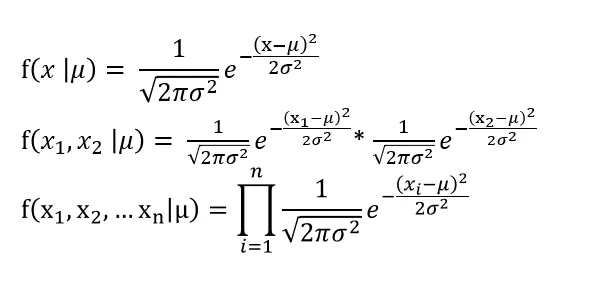 f(x |μ) = 1/√(2πσ²) e^(−(x−μ)²/2σ²)
f(x₁, x₂ |μ) = 1/√(2πσ²) e^(−(x₁−μ)²/2σ²) * 1/√(2πσ²) e^(−(x₂−μ)²/2σ²)
f(x₁, x₂, … xₙ|μ) = ∏ᵢ₌₁ⁿ 1/√(2πσ²) e^(−(xᵢ−μ)²/2σ²)